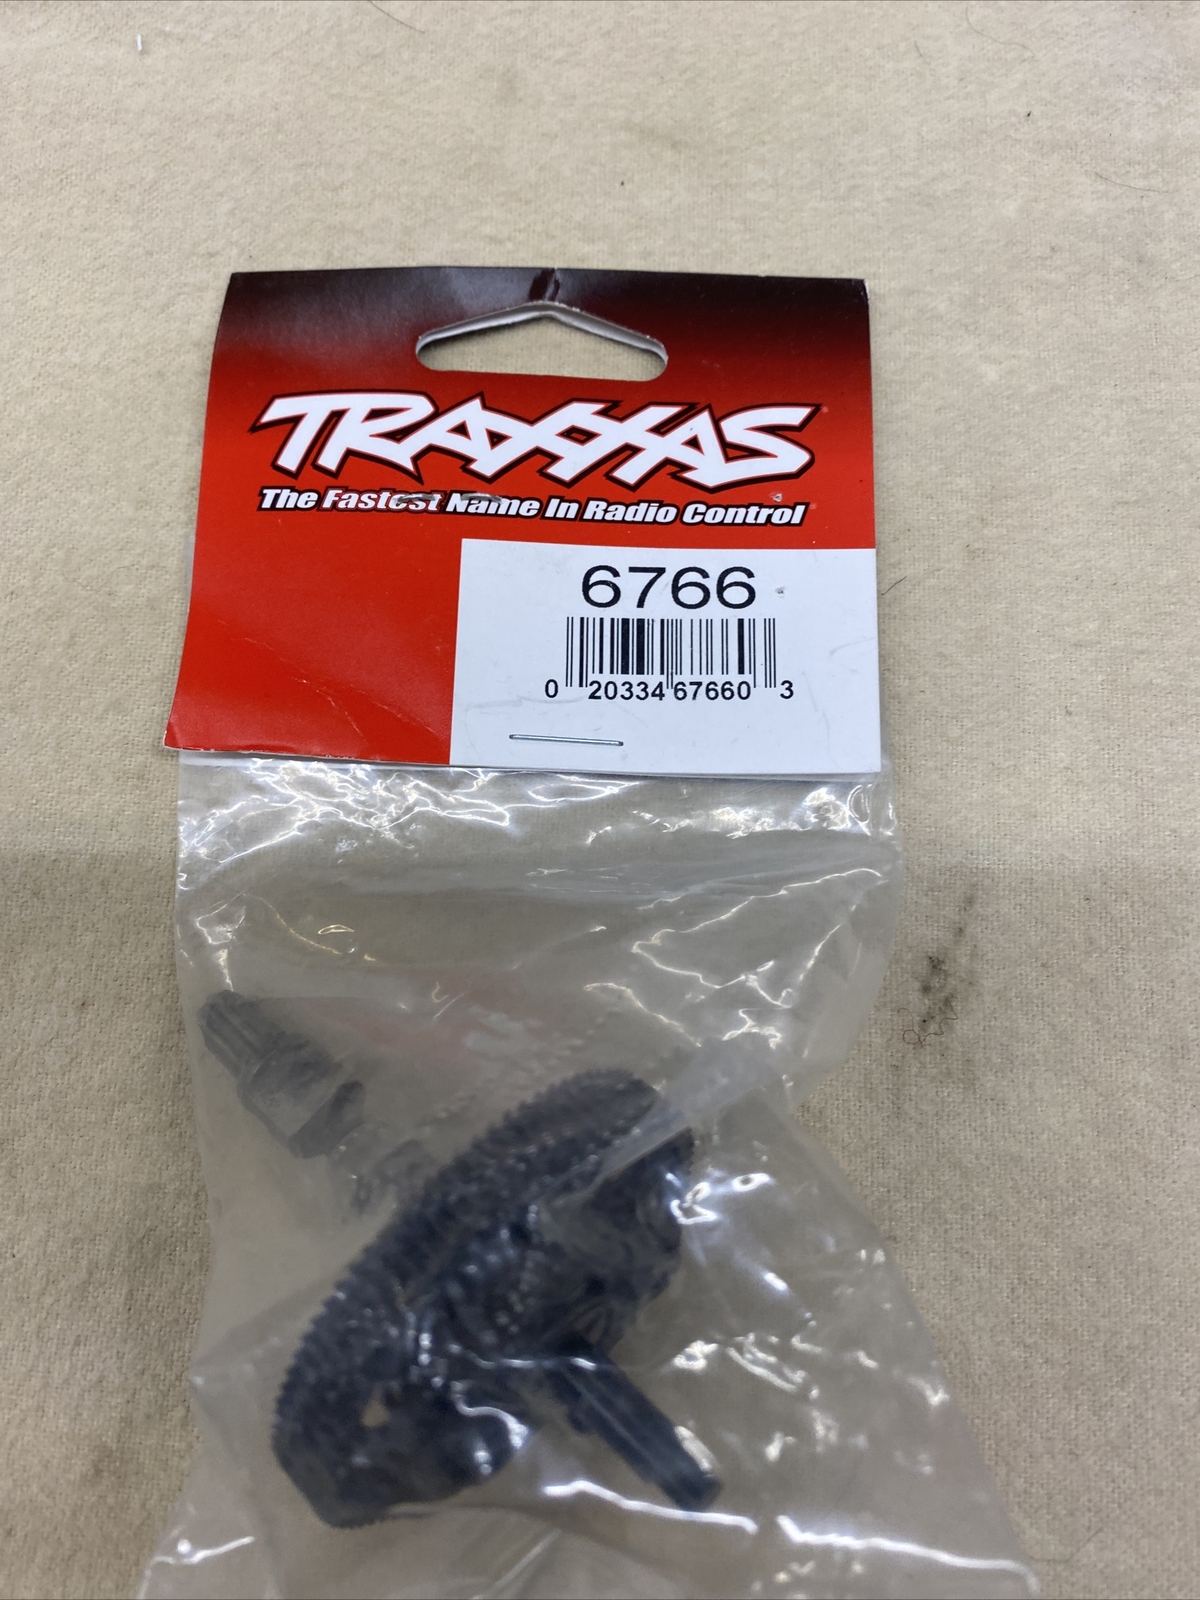 TRAXXAS
The Fastest Name In Radio Control
6766
0 20334 67660 3